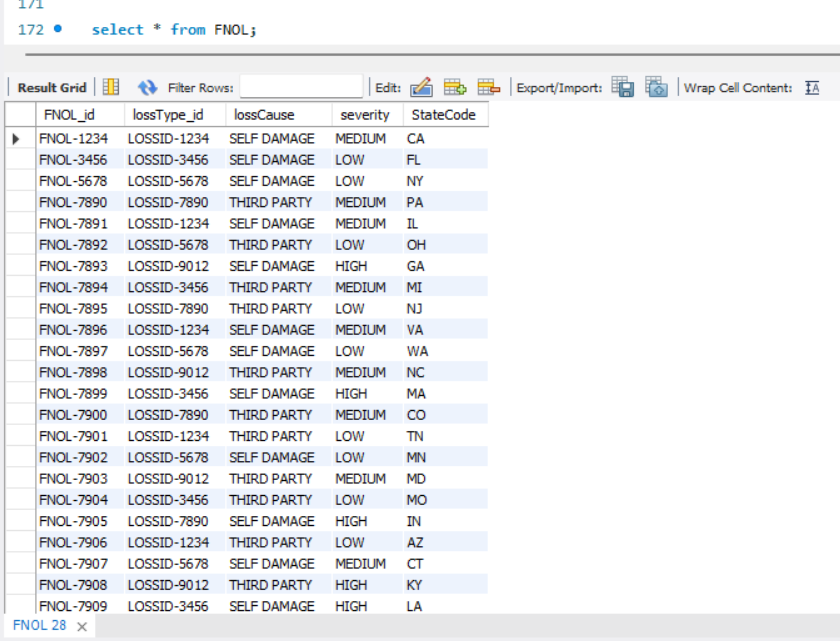 171
172 select * from FNOL;
Result Grid Filter Rows: Edit: Export/Import: Wrap Cell Content: IA
FNOL_id lossType_id lossCause severity StateCode
FNOL-1234 LOSSID-1234 SELF DAMAGE MEDIUM CA
FNOL-3456 LOSSID-3456 SELF DAMAGE LOW FL
FNOL-5678 LOSSID-5678 SELF DAMAGE LOW NY
FNOL-7890 LOSSID-7890 THIRD PARTY MEDIUM PA
FNOL-7891 LOSSID-1234 SELF DAMAGE MEDIUM IL
FNOL-7892 LOSSID-5678 THIRD PARTY LOW OH
FNOL-7893 LOSSID-9012 SELF DAMAGE HIGH GA
FNOL-7894 LOSSID-3456 THIRD PARTY MEDIUM MI
FNOL-7895 LOSSID-7890 THIRD PARTY LOW NJ
FNOL-7896 LOSSID-1234 SELF DAMAGE MEDIUM VA
FNOL-7897 LOSSID-5678 SELF DAMAGE LOW WA
FNOL-7898 LOSSID-9012 THIRD PARTY MEDIUM NC
FNOL-7899 LOSSID-3456 SELF DAMAGE HIGH MA
FNOL-7900 LOSSID-7890 THIRD PARTY MEDIUM CO
FNOL-7901 LOSSID-1234 THIRD PARTY LOW TN
FNOL-7902 LOSSID-5678 SELF DAMAGE LOW MN
FNOL-7903 LOSSID-9012 THIRD PARTY MEDIUM MD
FNOL-7904 LOSSID-3456 THIRD PARTY LOW MO
FNOL-7905 LOSSID-7890 SELF DAMAGE HIGH IN
FNOL-7906 LOSSID-1234 THIRD PARTY LOW AZ
FNOL-7907 LOSSID-5678 SELF DAMAGE MEDIUM CT
FNOL-7908 LOSSID-9012 THIRD PARTY HIGH KY
FNOL-7909 LOSSID-3456 SELF DAMAGE HIGH LA
FNOL 28